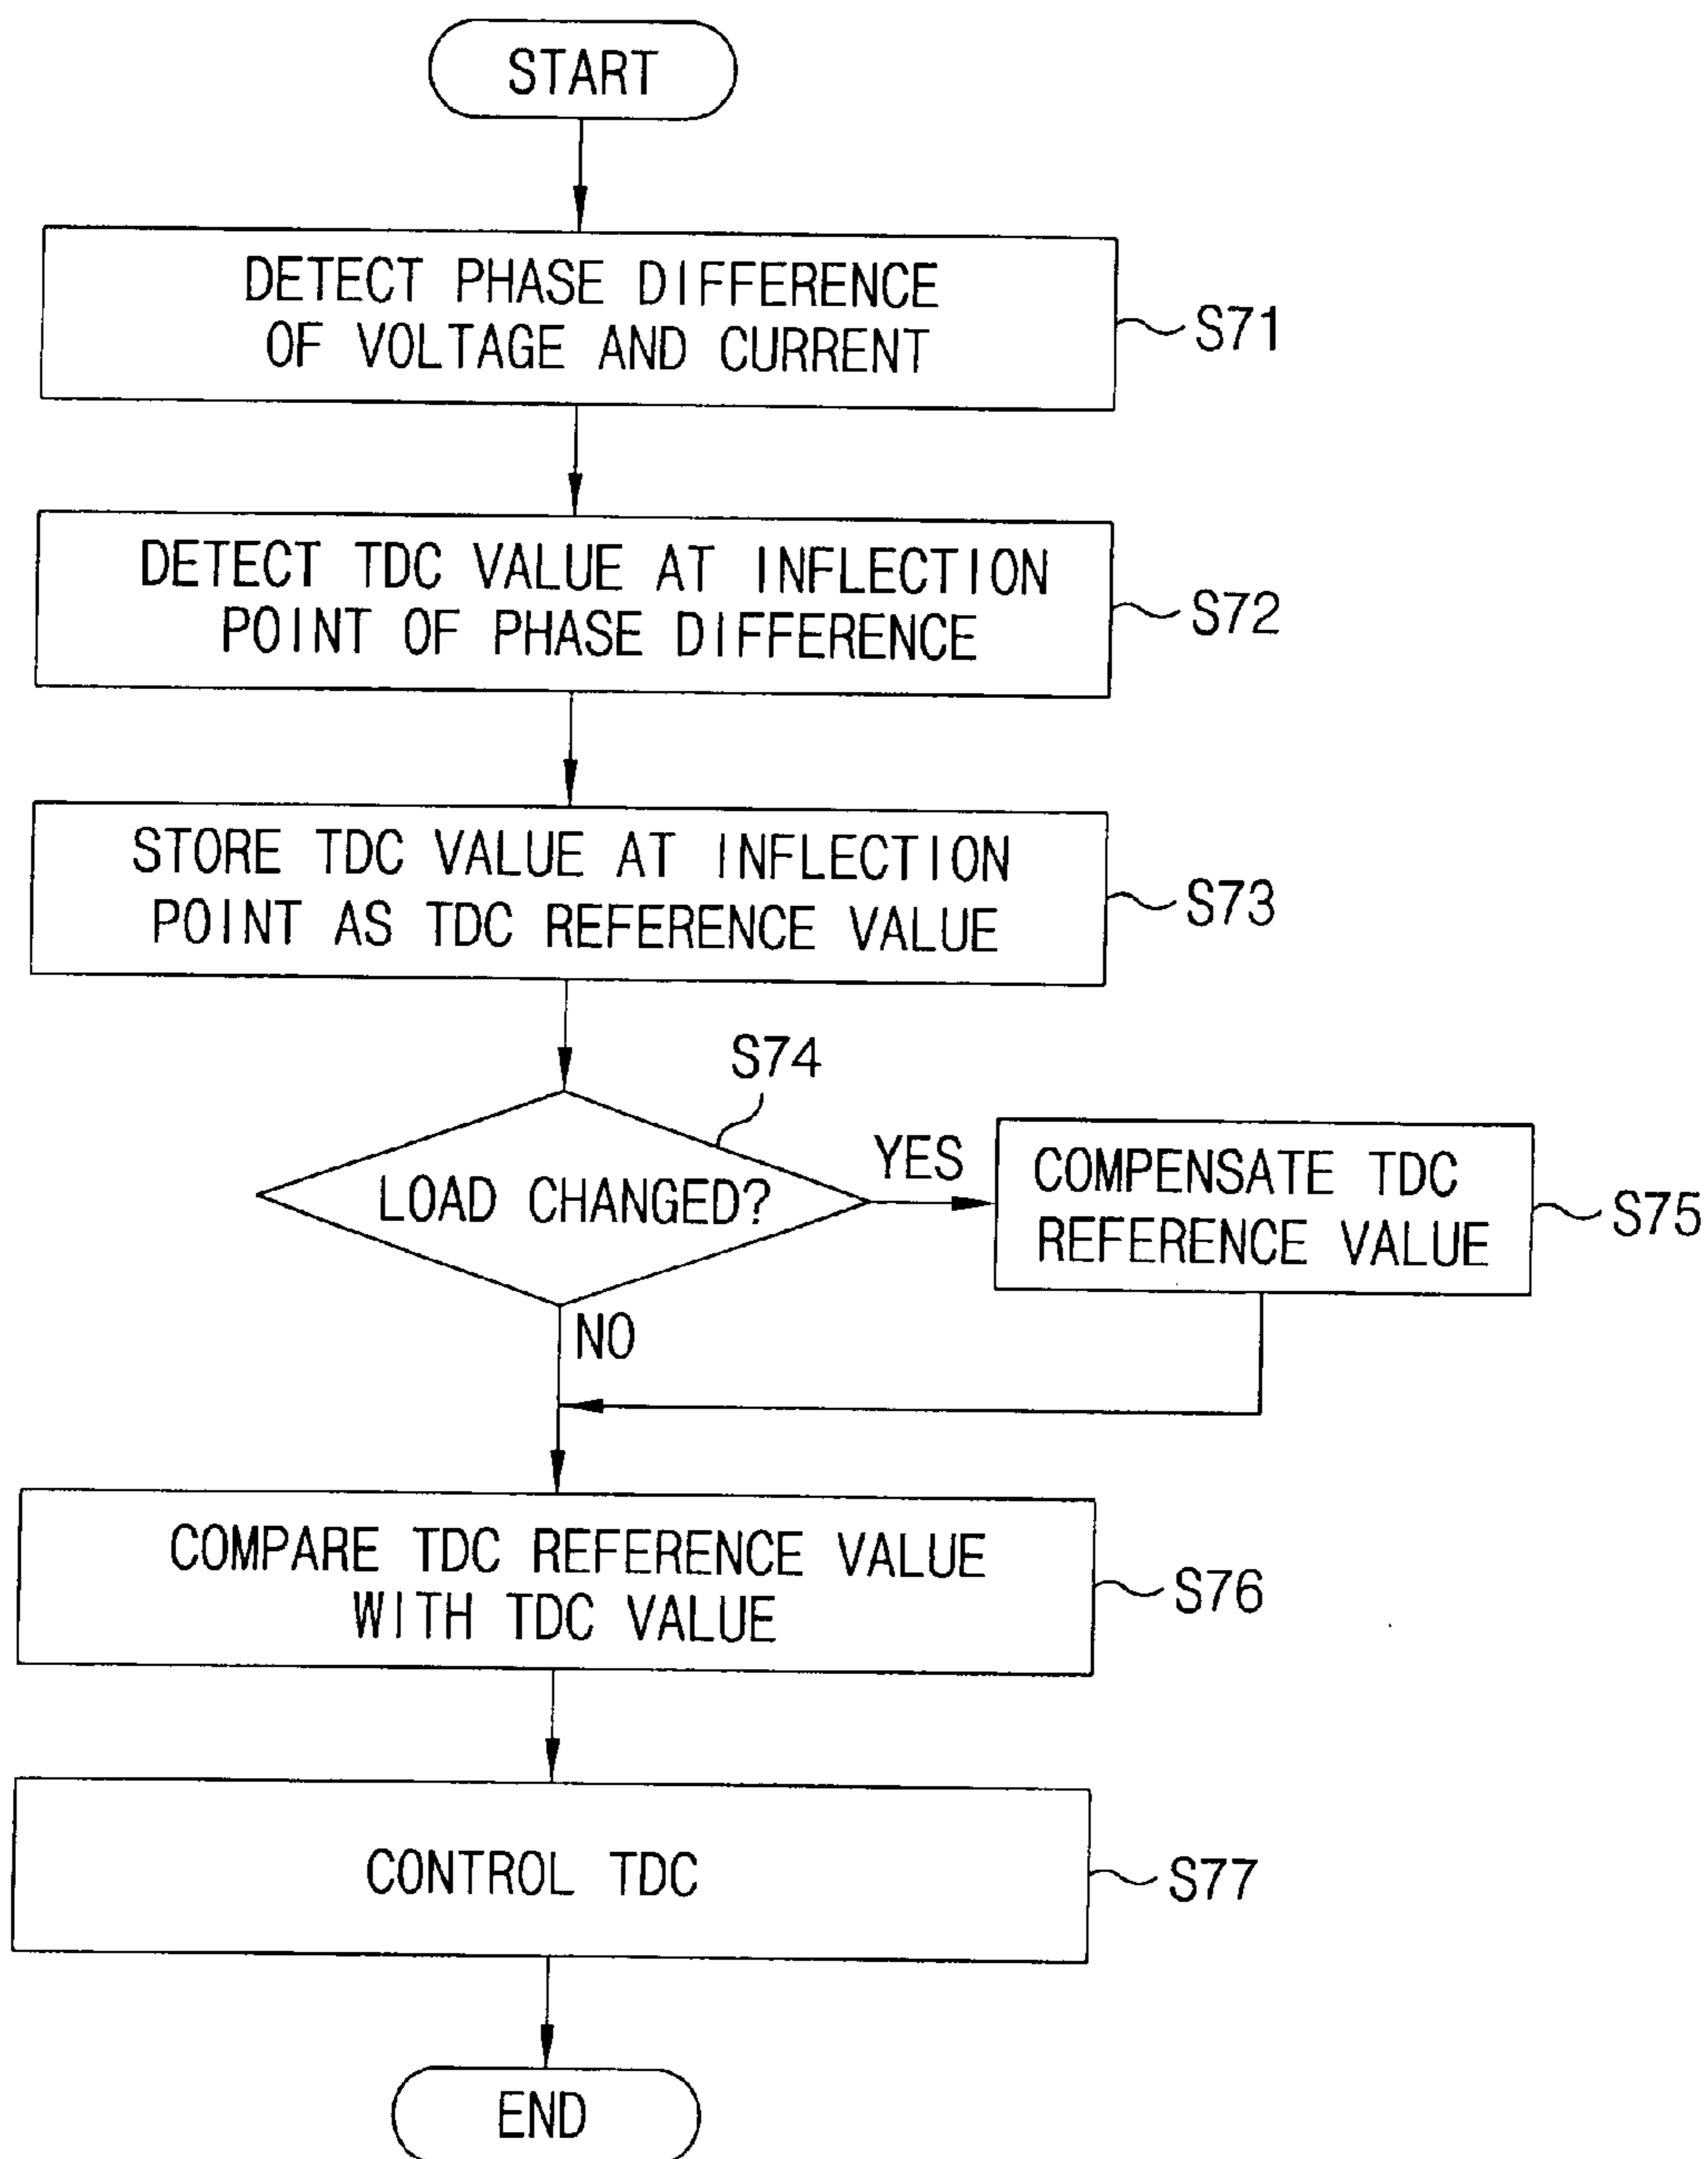 START
DETECT PHASE DIFFERENCE
OF VOLTAGE AND CURRENT
S71
DETECT TDC VALUE AT INFLECTION
POINT OF PHASE DIFFERENCE
S72
STORE TDC VALUE AT INFLECTION
POINT AS TDC REFERENCE VALUE
S73
S74
LOAD CHANGED?
YES
COMPENSATE TDC
REFERENCE VALUE
S75
NO
COMPARE TDC REFERENCE VALUE
WITH TDC VALUE
S76
CONTROL TDC
S77
END